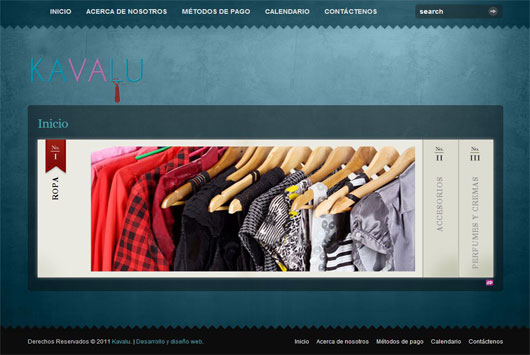 INICIO ACERCA DE NOSOTROS MÉTODOS DE PAGO CALENDARIO CONTÁCTENOS search
KAVALU
Inicio
No. I ROPA
No. II ACCESORIOS
No. III PERFUMES Y CREMAS
Derechos Reservados © 2011 Kavalu. | Desarrollo y diseño web.
Inicio Acerca de nosotros Métodos de pago Calendario Contáctenos